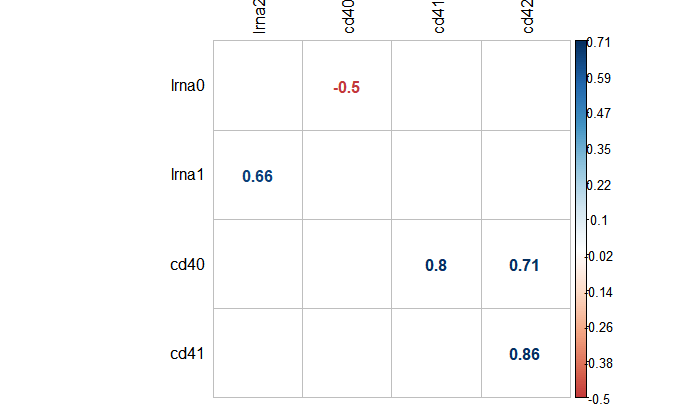 lrna2 cd40 cd41 cd42
lrna0 -0.5
lrna1 0.66
cd40 0.8 0.71
cd41 0.86
0.71
0.59
0.47
0.35
0.22
0.1
-0.02
-0.14
-0.26
-0.38
-0.5